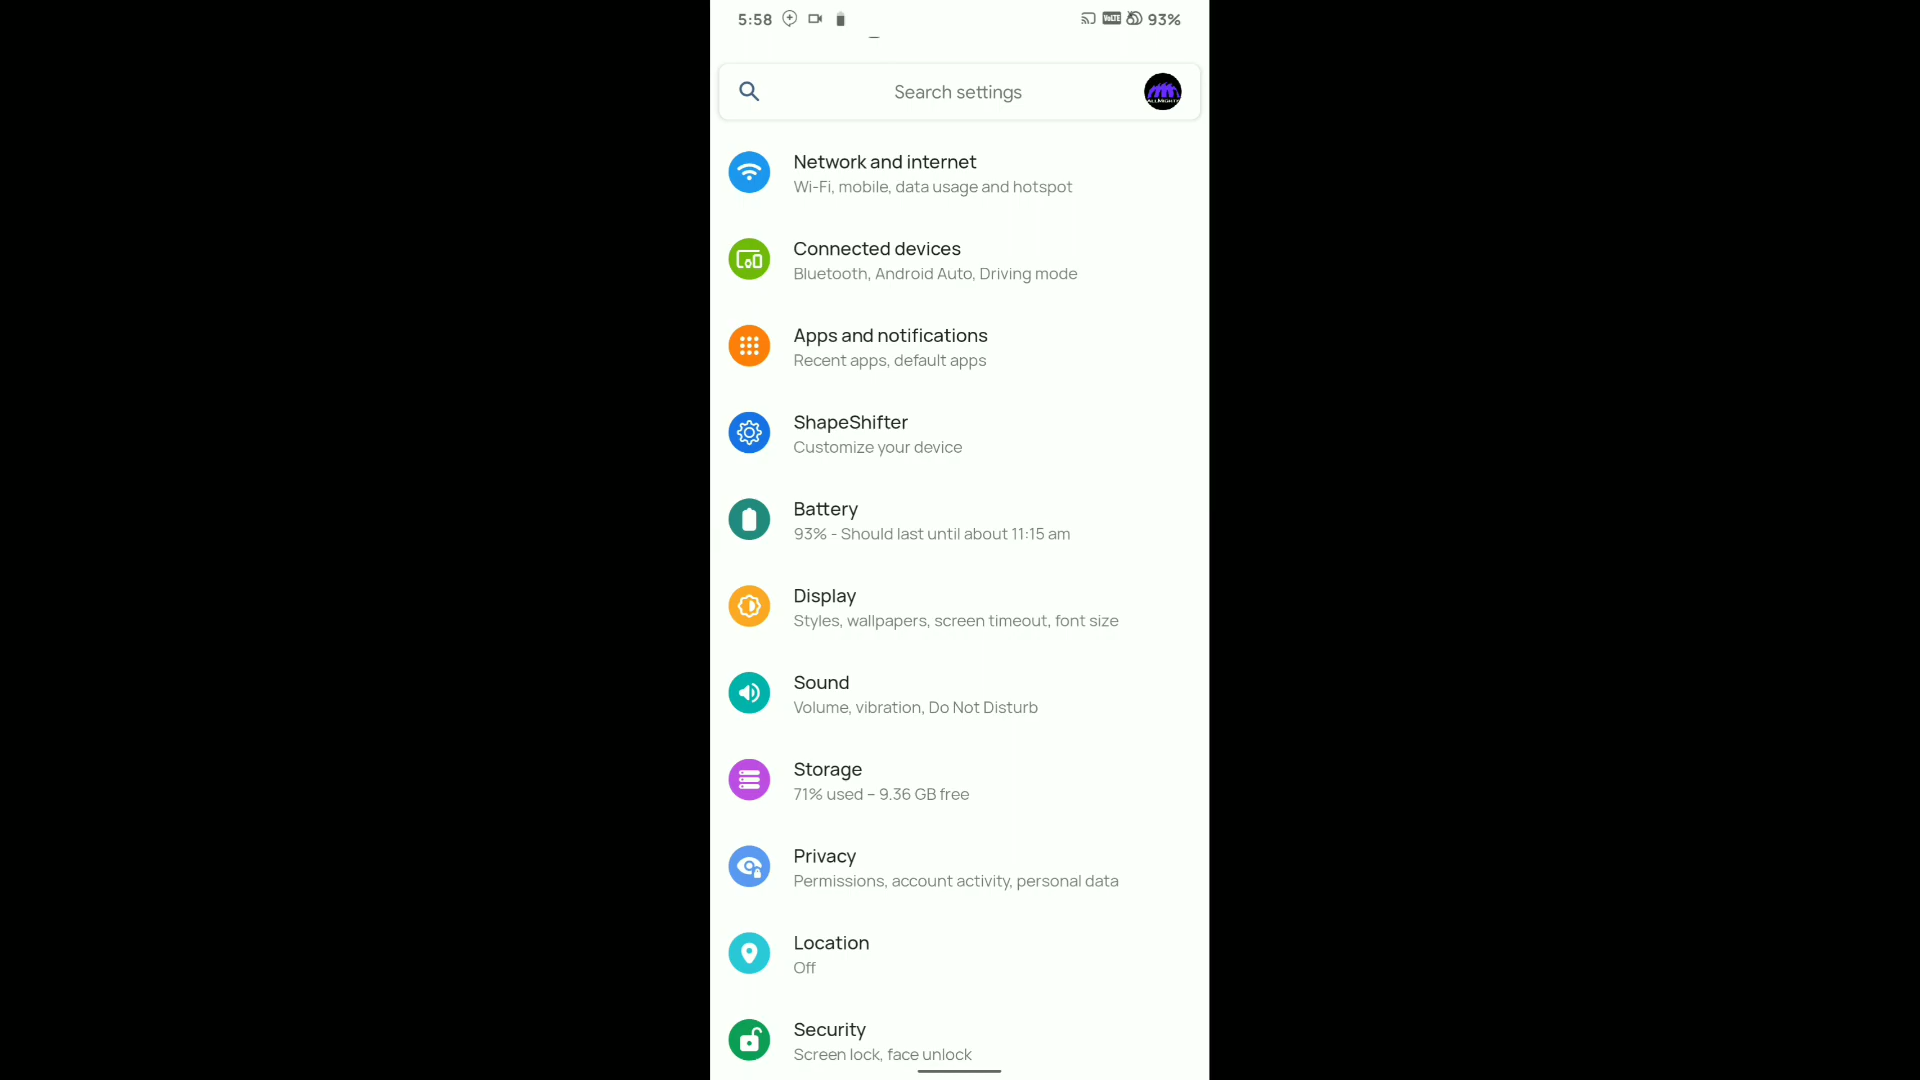 5:58 VoLTE 93%
Search settings
ALLMIGHTY
Network and internet
Wi-Fi, mobile, data usage and hotspot
Connected devices
Bluetooth, Android Auto, Driving mode
Apps and notifications
Recent apps, default apps
ShapeShifter
Customize your device
Battery
93% - Should last until about 11:15 am
Display
Styles, wallpapers, screen timeout, font size
Sound
Volume, vibration, Do Not Disturb
Storage
71% used – 9.36 GB free
Privacy
Permissions, account activity, personal data
Location
Off
Security
Screen lock, face unlock